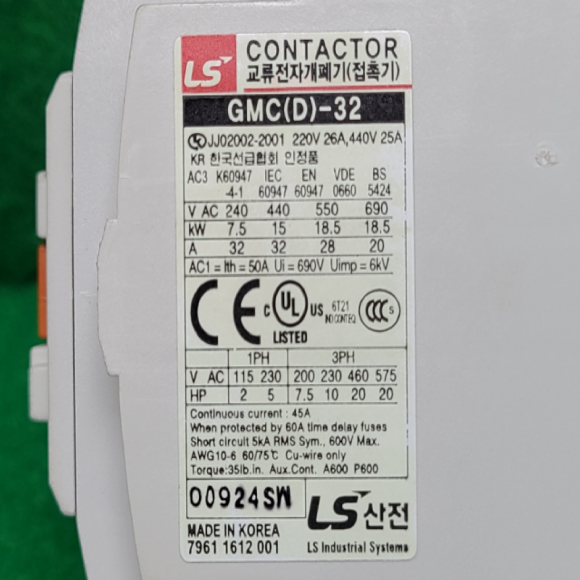 LS CONTACTOR
교류전자개폐기(접촉기)
GMC(D)-32
JJ02002-2001 220V 26A,440V 25A
KR 한국선급협회 인정품
AC3 K60947 IEC EN VDE BS
-4-1 60947 60947 0660 5424
V AC 240 440 550 690
kW 7.5 15 18.5 18.5
A 32 32 28 20
AC1 = Ith = 50A Ui = 690V Uimp = 6kV
CE c UL US 6T21 CCC S
IND.CONT.EQ.
LISTED
1PH 3PH
V AC 115 230 200 230 460 575
HP 2 5 7.5 10 20 20
Continuous current : 45A
When protected by 60A time delay fuses
Short circuit 5kA RMS Sym., 600V Max.
AWG10-6 60/75℃ Cu-wire only
Torque:35lb.in. Aux.Cont. A600 P600
00924SW
LS 산전
MADE IN KOREA
7961 1612 001 LS Industrial Systems